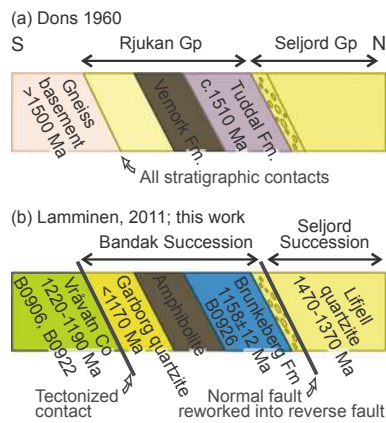 (a) Dons 1960
S
Rjukan Gp
Seljord Gp
N
Gneiss
basement
>1500 Ma
Vemork Fm.
Tuddal Fm.
c.1510 Ma
All stratigraphic contacts
(b) Lamminen, 2011; this work
Bandak Succession
Seljord
Succession
Vråvatn Co
1220-1190 Ma
B0906, B0922
Garborg quartzite
<1170 Ma
Amphibolite
Brunkeberg Fm
1158±12 Ma
B0926
Lifjell
quartzite
1470-1370 Ma
Tectonized
contact
Normal fault
reworked into reverse fault